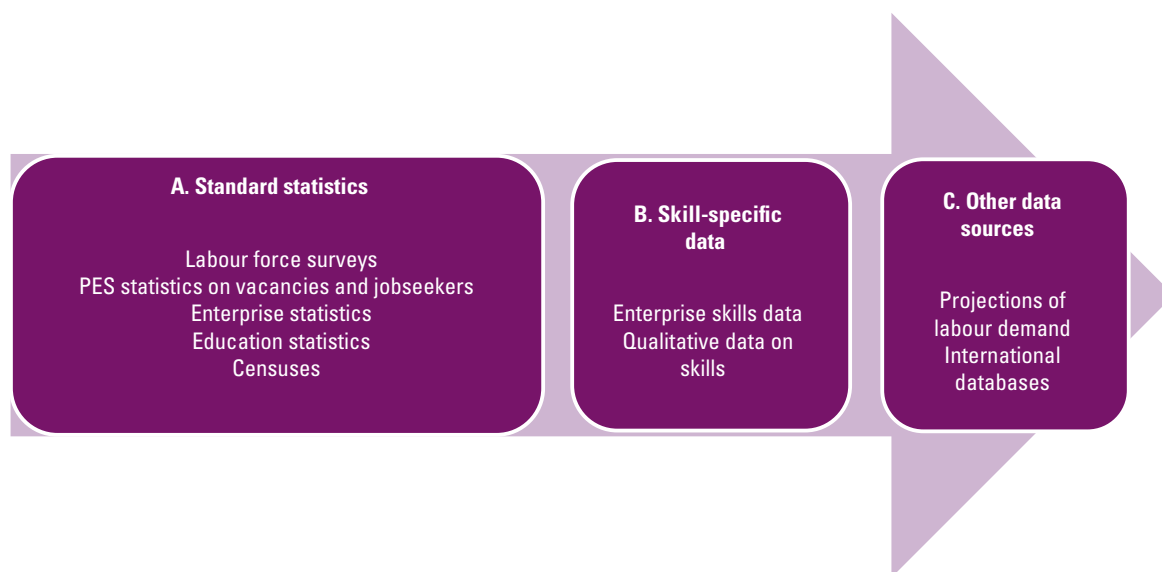 A. Standard statistics
Labour force surveys
PES statistics on vacancies and jobseekers
Enterprise statistics
Education statistics
Censuses
B. Skill-specific
data
Enterprise skills data
Qualitative data on
skills
C. Other data
sources
Projections of
labour demand
International
databases